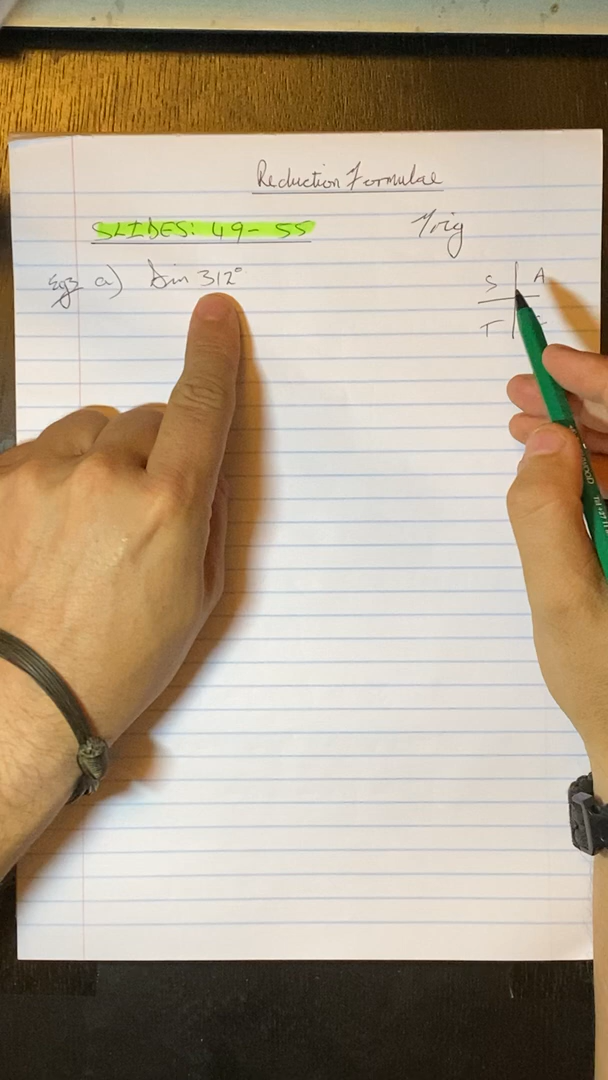 Reduction Formulae
SLIDES: 49 - 55
Trig
Eg3 a) Sin 312°
S A
T C